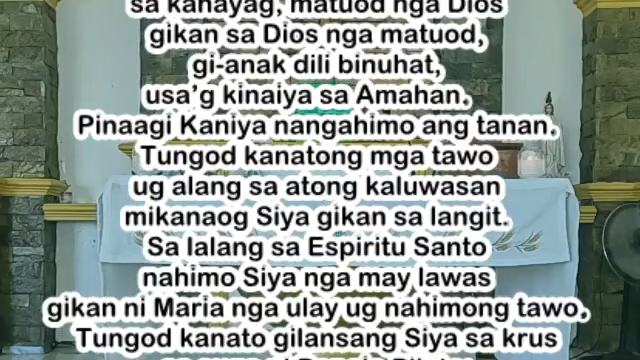 sa kahayag, matuod nga Dios
gikan sa Dios nga matuod,
gi-anak dili binuhat,
usa’g kinaiya sa Amahan.
Pinaagi Kaniya nangahimo ang tanan.
Tungod kanatong mga tawo
ug alang sa atong kaluwasan
mikanaog Siya gikan sa langit.
Sa lalang sa Espiritu Santo
nahimo Siya nga may lawas
gikan ni Maria nga ulay ug nahimong tawo.
Tungod kanato gilansang Siya sa krus